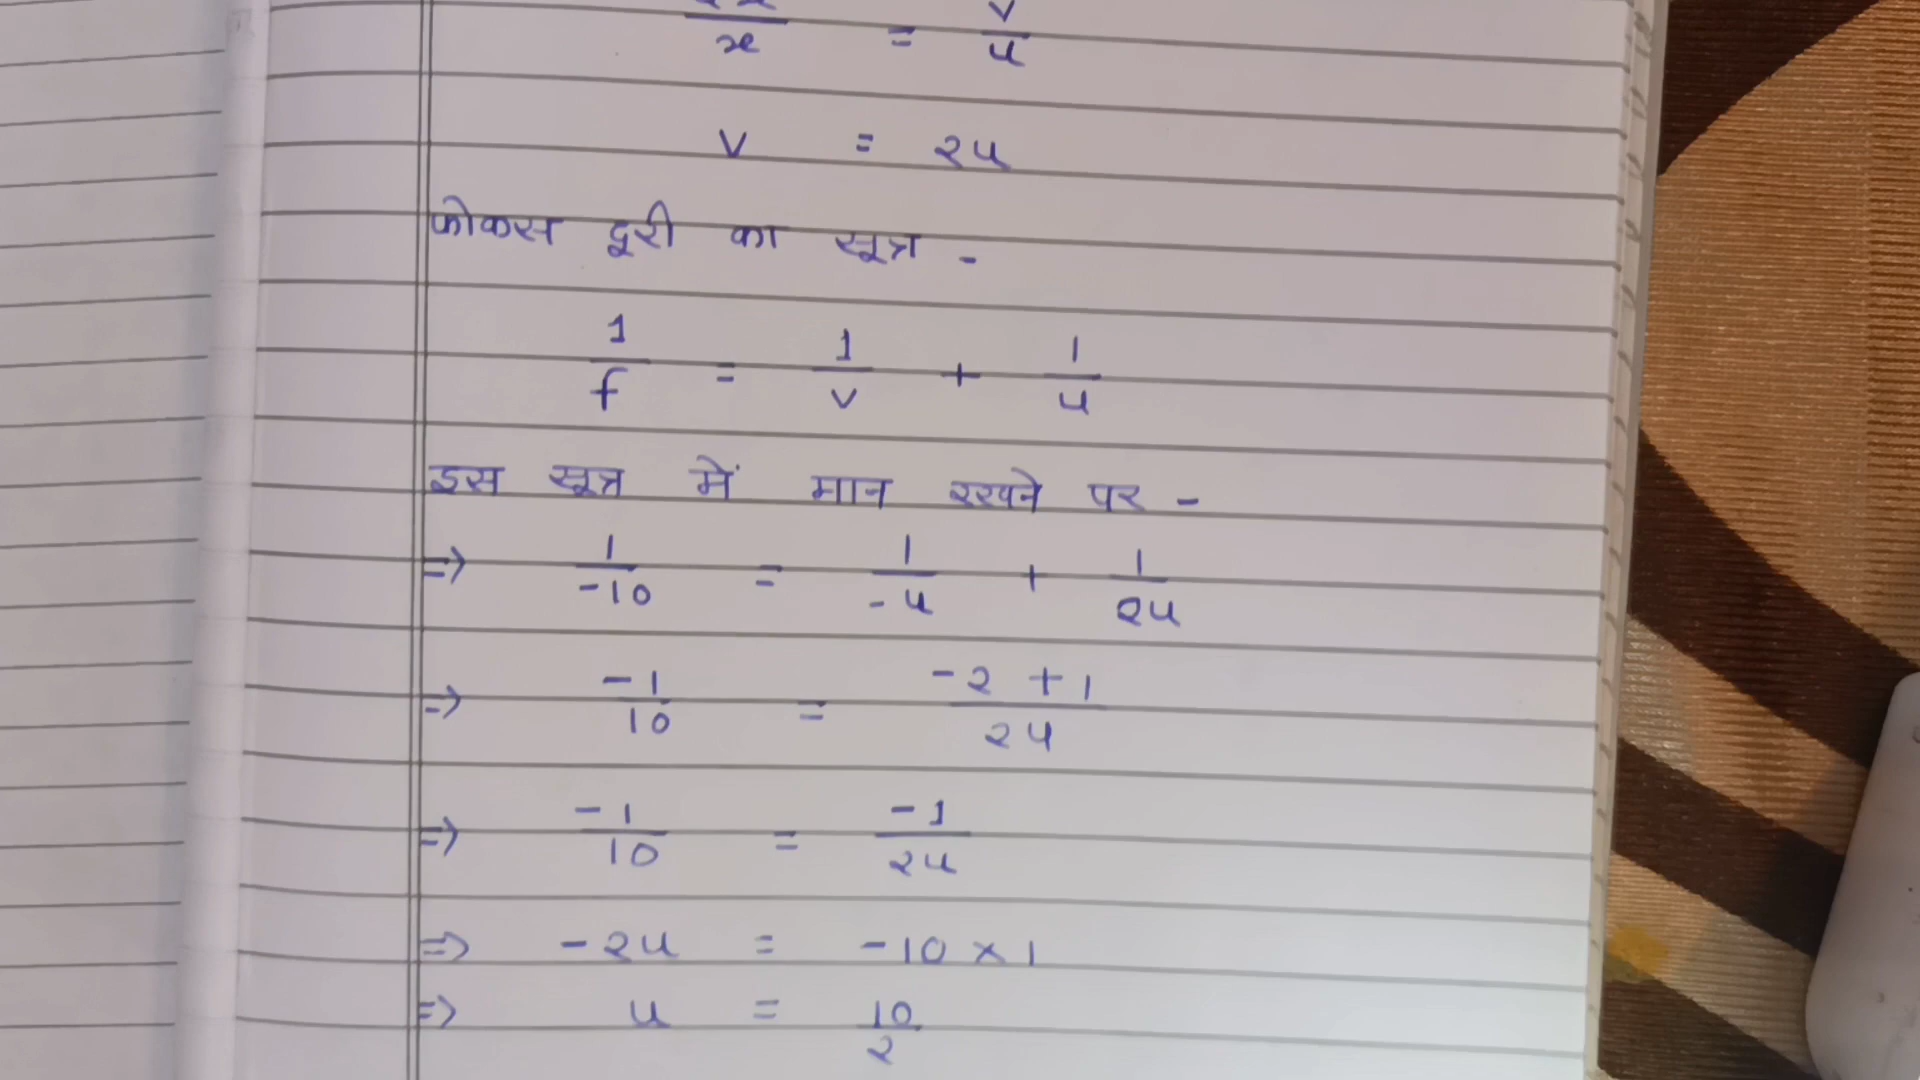 x = v/u
v = 2u
फोकस दूरी का सूत्र -
1/f = 1/v + 1/u
इस सूत्र में मान रखने पर -
=> 1/-10 = 1/-u + 1/2u
=> -1/10 = -2 + 1/2u
=> -1/10 = -1/2u
=> -2u = -10 × 1
=> u = 10/2